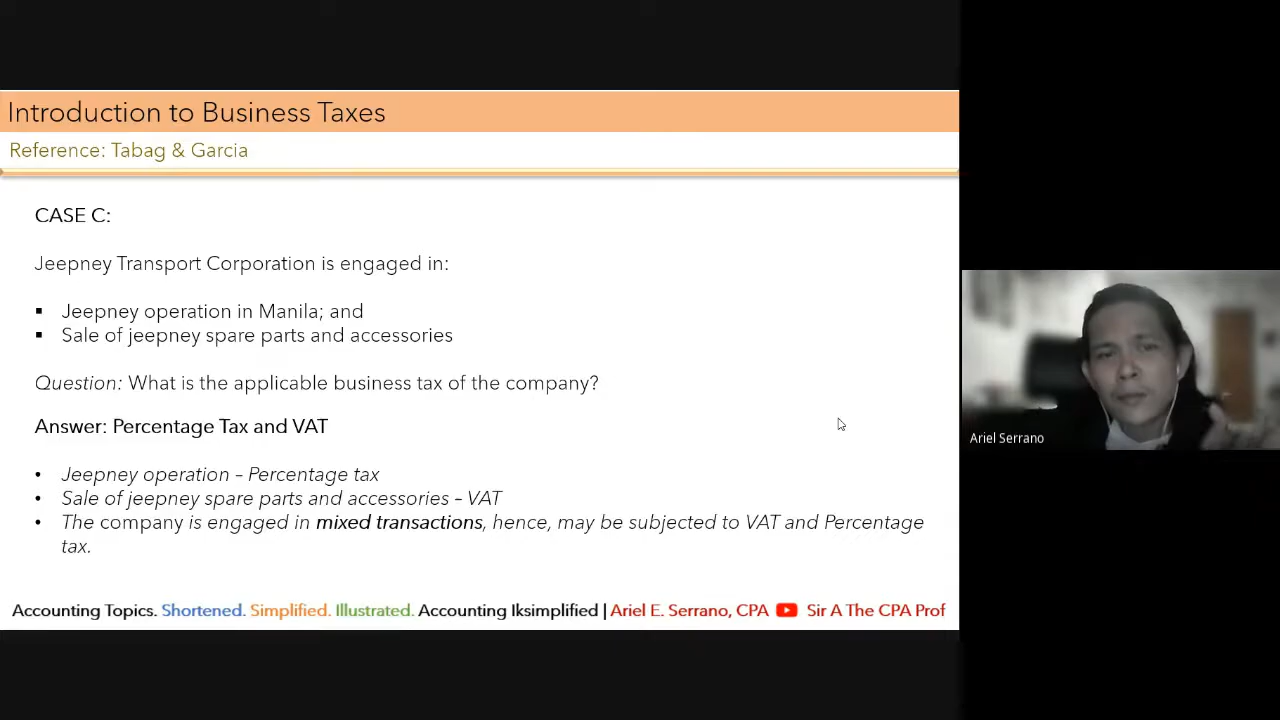 Introduction to Business Taxes
Reference: Tabag & Garcia
CASE C:
Jeepney Transport Corporation is engaged in:
▪ Jeepney operation in Manila; and
▪ Sale of jeepney spare parts and accessories
Question: What is the applicable business tax of the company?
Answer: Percentage Tax and VAT
• Jeepney operation – Percentage tax
• Sale of jeepney spare parts and accessories – VAT
• The company is engaged in mixed transactions, hence, may be subjected to VAT and Percentage
tax.
Accounting Topics. Shortened. Simplified. Illustrated. Accounting Iksimplified | Ariel E. Serrano, CPA Sir A The CPA Prof
Ariel Serrano